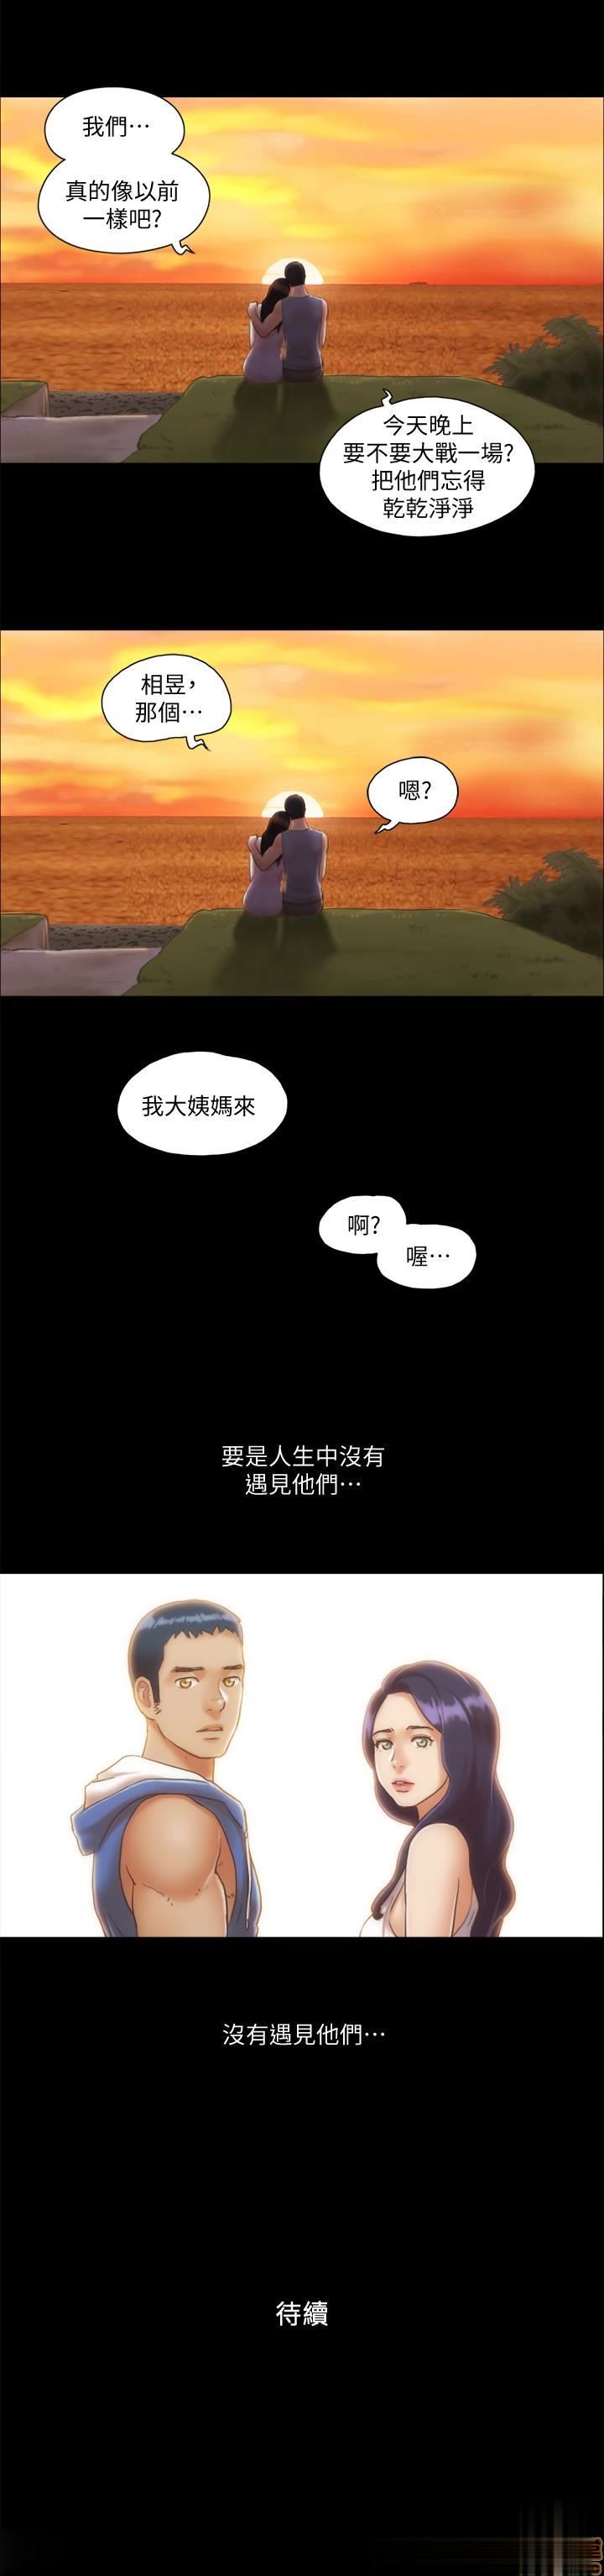 我們⋯
真的像以前
一樣吧?
今天晚上
要不要大戰一場?
把他們忘得
乾乾淨淨
相昱,
那個⋯
嗯?
我大姨媽來
啊?
喔⋯
要是人生中沒有
遇見他們⋯
沒有遇見他們⋯
待續